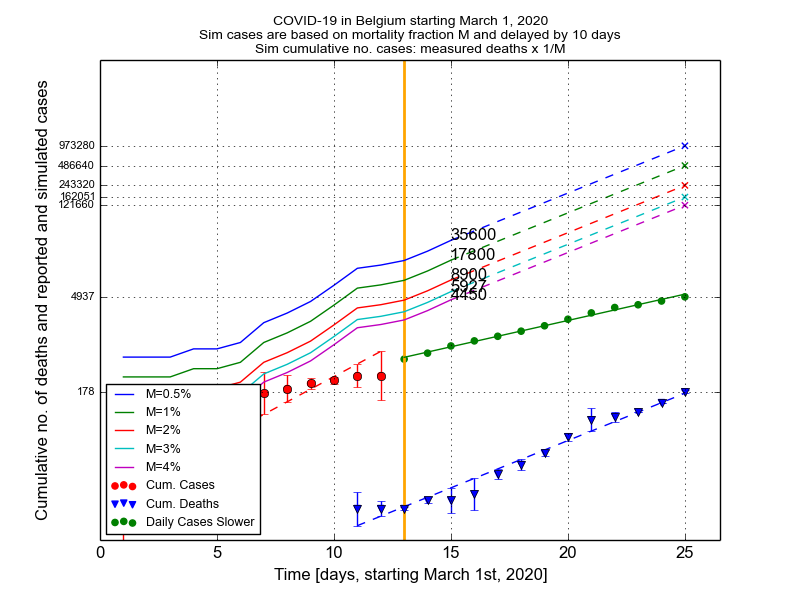 COVID-19 in Belgium starting March 1, 2020
Sim cases are based on mortality fraction M and delayed by 10 days
Sim cumulative no. cases: measured deaths x 1/M
Cumulative no. of deaths and reported and simulated cases
973280
486640
243320
162051
121660
4937
178
35600
17800
8900
5927
4450
M=0.5%
M=1%
M=2%
M=3%
M=4%
Cum. Cases
Cum. Deaths
Daily Cases Slower
0 5 10 15 20 25
Time [days, starting March 1st, 2020]